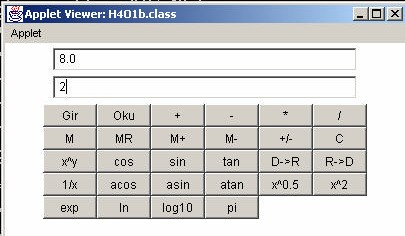 Applet Viewer: H4O1b.class
Applet
8.0
2
Gir Oku + - * /
M MR M+ M- +/- C
x^y cos sin tan D->R R->D
1/x acos asin atan x^0.5 x^2
exp ln log10 pi